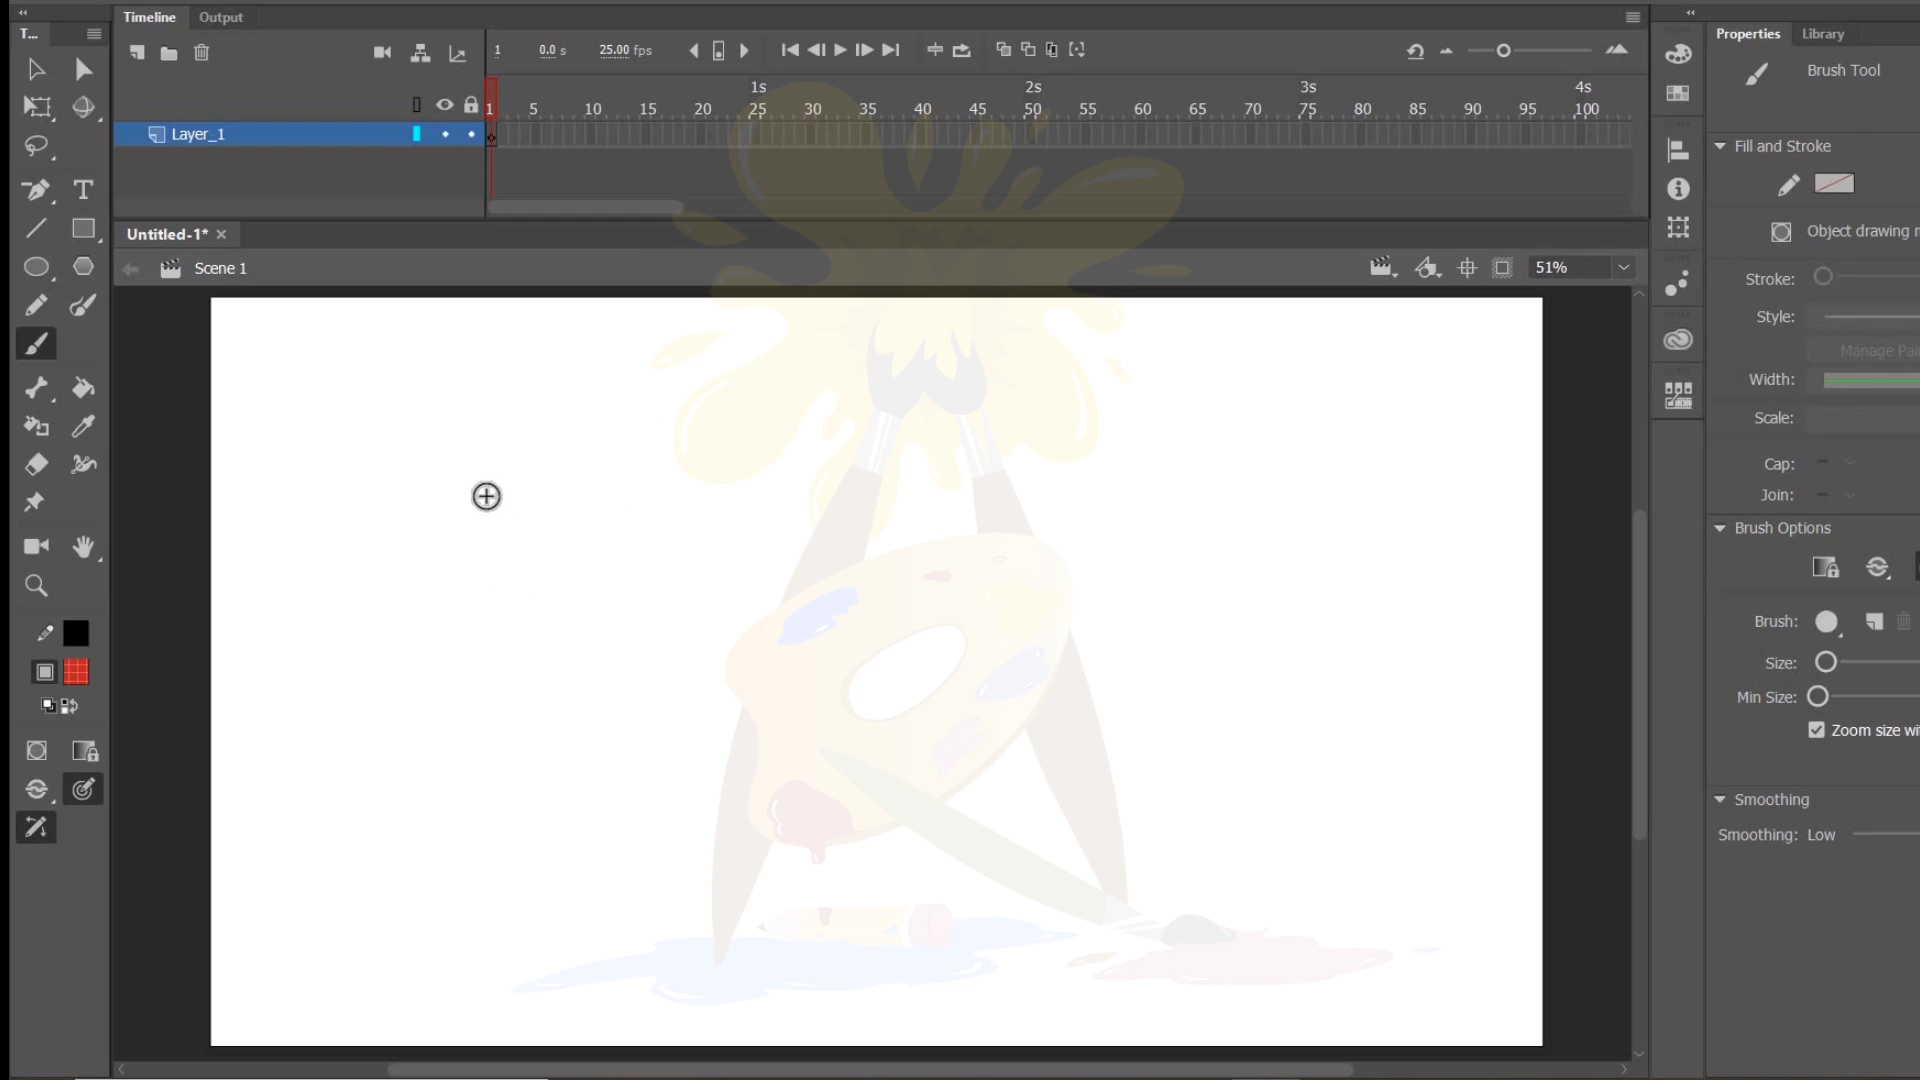 Timeline Output
T...
1 0.0 s 25.00 fps
1s 2s 3s 4s
1 5 10 15 20 25 30 35 40 45 50 55 60 65 70 75 80 85 90 95 100
Layer_1
Untitled-1*
Scene 1
51%
Properties Library
Brush Tool
Fill and Stroke
Object drawing
Stroke:
Style:
Manage
Width:
Scale:
Cap:
Join:
Brush Options
Brush:
Size:
Min Size:
Zoom size
Smoothing
Smoothing: Low